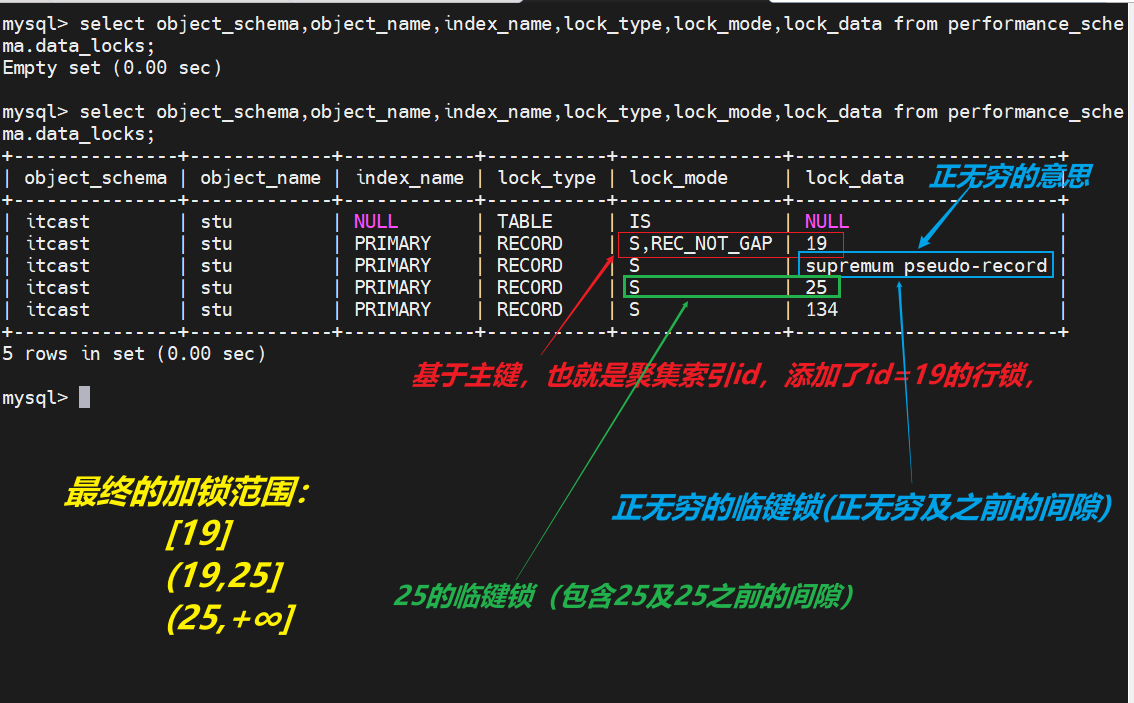 mysql> select object_schema,object_name,index_name,lock_type,lock_mode,lock_data from performance_sche
ma.data_locks;
Empty set (0.00 sec)
mysql> select object_schema,object_name,index_name,lock_type,lock_mode,lock_data from performance_sche
ma.data_locks;
+---------------+-------------+------------+-----------+---------------+------------------------+
| object_schema | object_name | index_name | lock_type | lock_mode | lock_data | 正无穷的意思
+---------------+-------------+------------+-----------+---------------+------------------------+
| itcast | stu | NULL | TABLE | IS | NULL |
| itcast | stu | PRIMARY | RECORD | S,REC_NOT_GAP | 19 |
| itcast | stu | PRIMARY | RECORD | S | supremum pseudo-record |
| itcast | stu | PRIMARY | RECORD | S | 25 |
| itcast | stu | PRIMARY | RECORD | S | 134 |
+---------------+-------------+------------+-----------+---------------+------------------------+
5 rows in set (0.00 sec)
基于主键，也就是聚集索引id，添加了id=19的行锁，
mysql>
最终的加锁范围：
[19]
(19,25]
(25,+∞]
正无穷的临键锁(正无穷及之前的间隙)
25的临键锁（包含25及25之前的间隙）